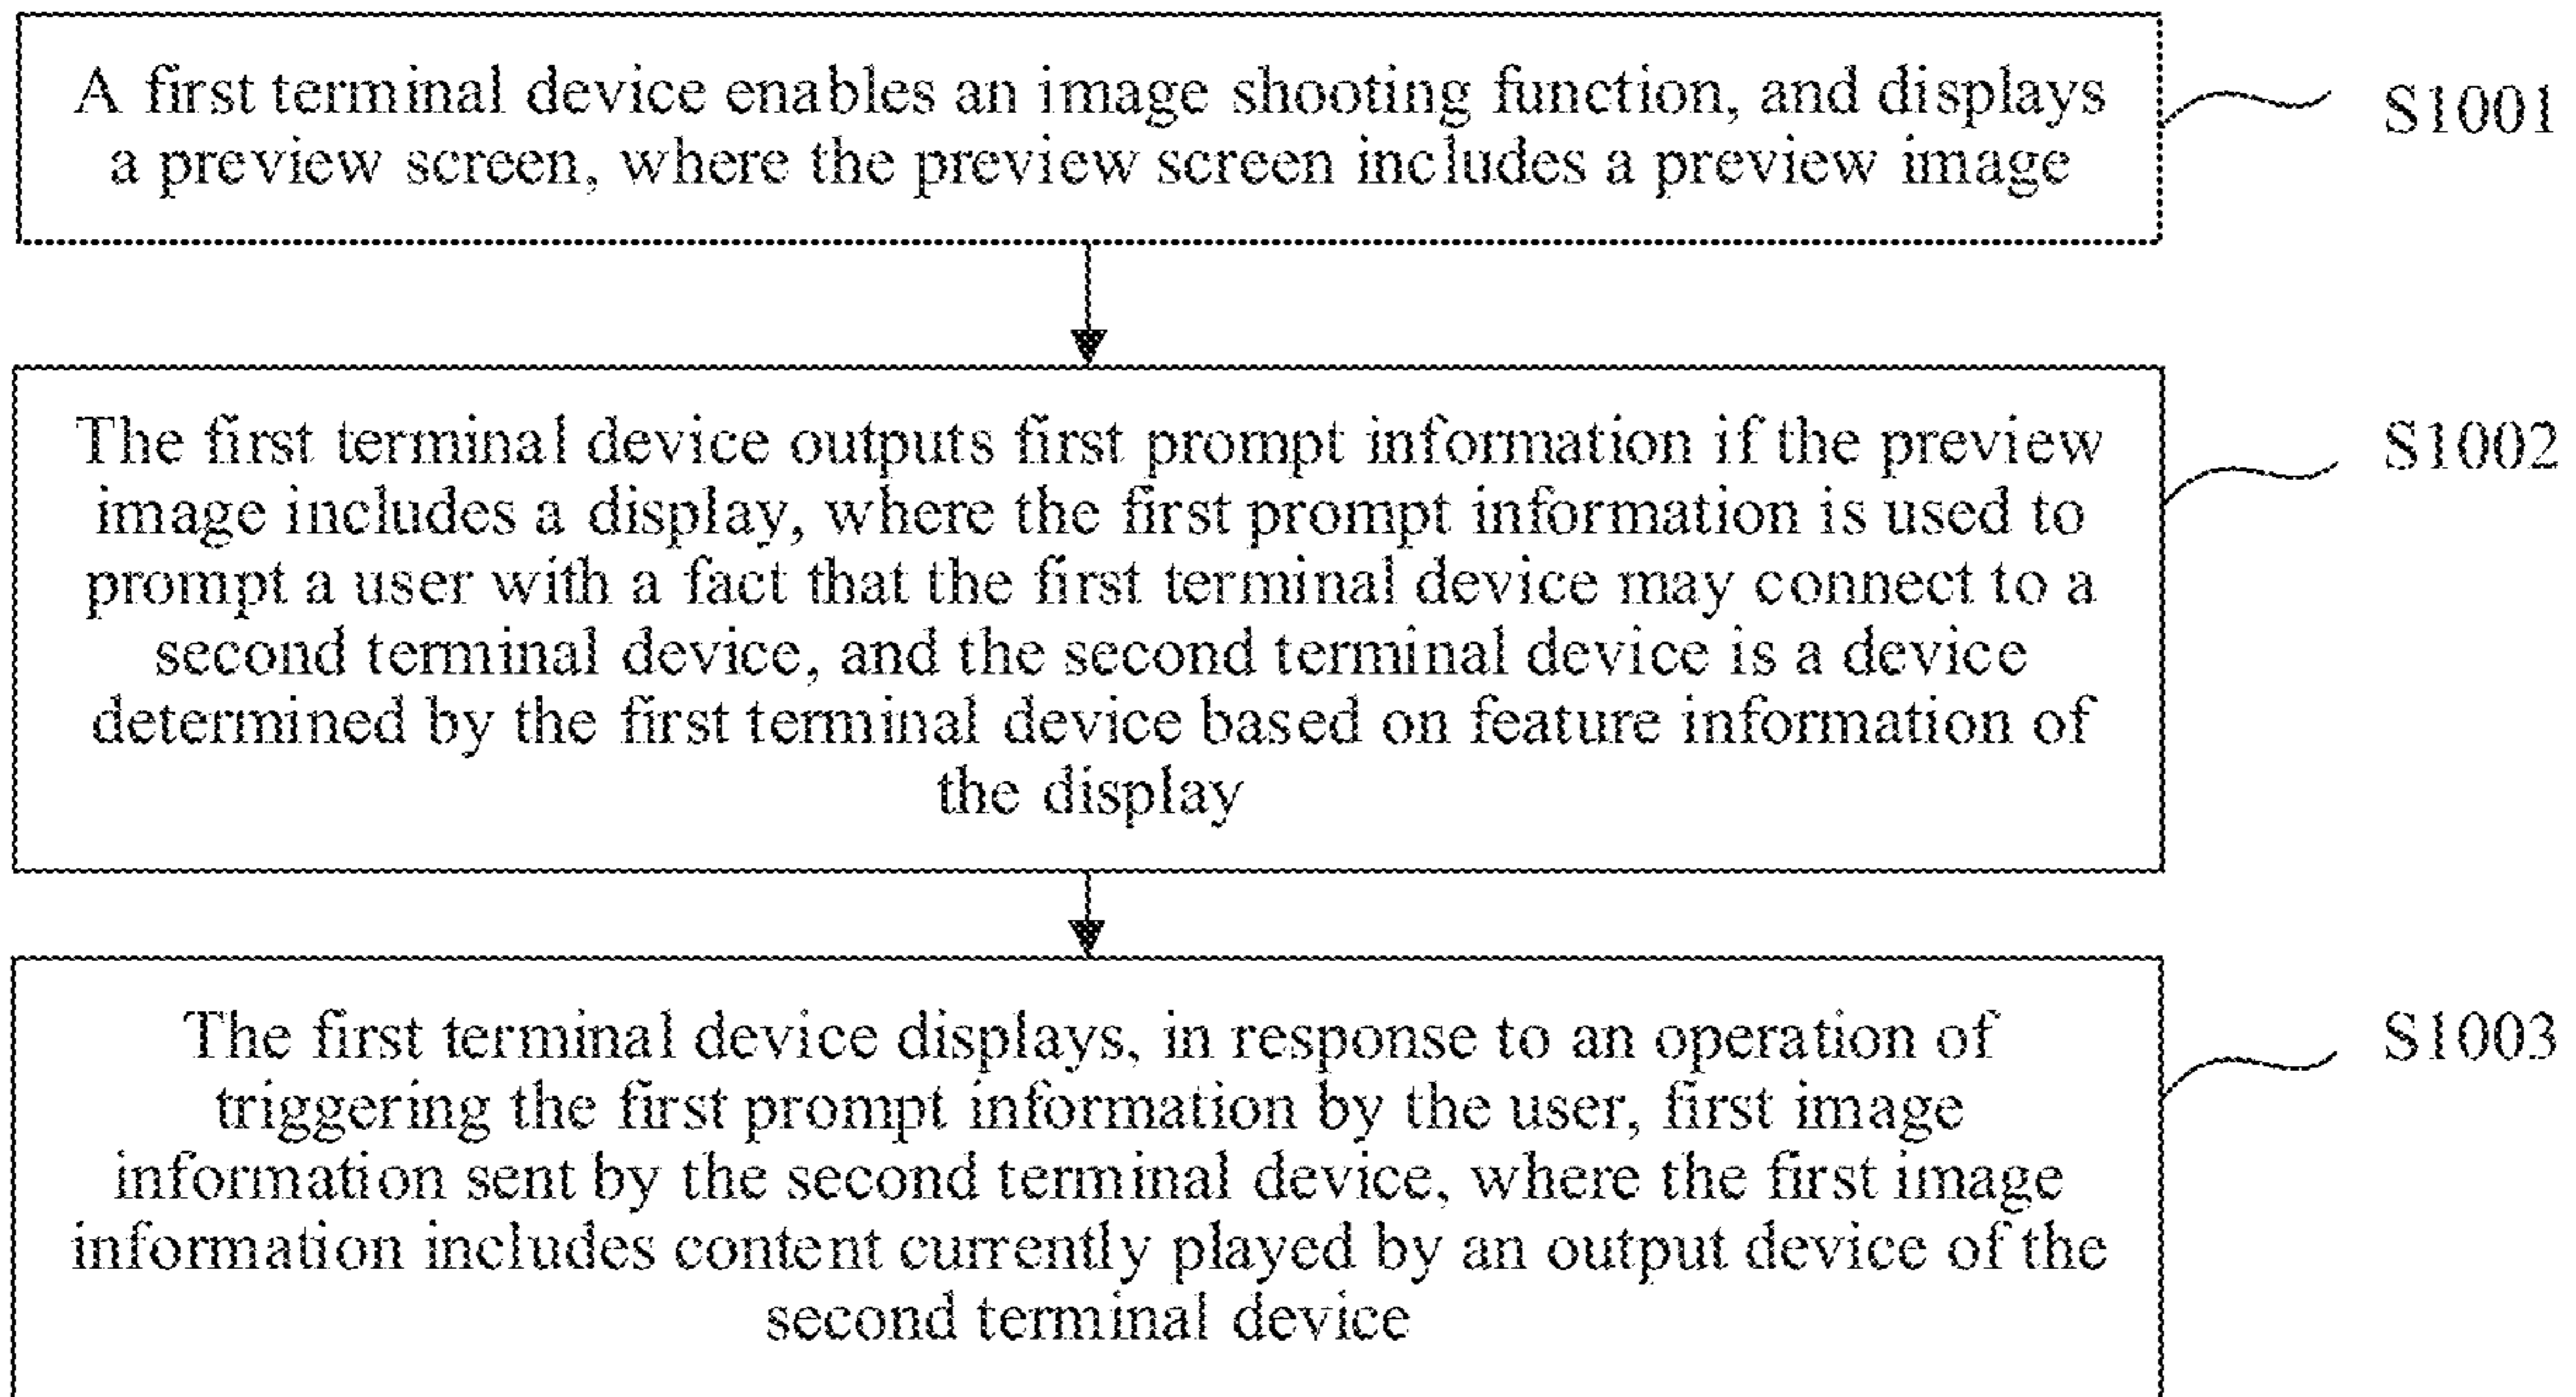 A first terminal device enables an image shooting function, and displays
a preview screen, where the preview screen includes a preview image
S1001
The first terminal device outputs first prompt information if the preview
image includes a display, where the first prompt information is used to
prompt a user with a fact that the first terminal device may connect to a
second terminal device, and the second terminal device is a device
determined by the first terminal device based on feature information of
the display
S1002
The first terminal device displays, in response to an operation of
triggering the first prompt information by the user, first image
information sent by the second terminal device, where the first image
information includes content currently played by an output device of the
second terminal device
S1003